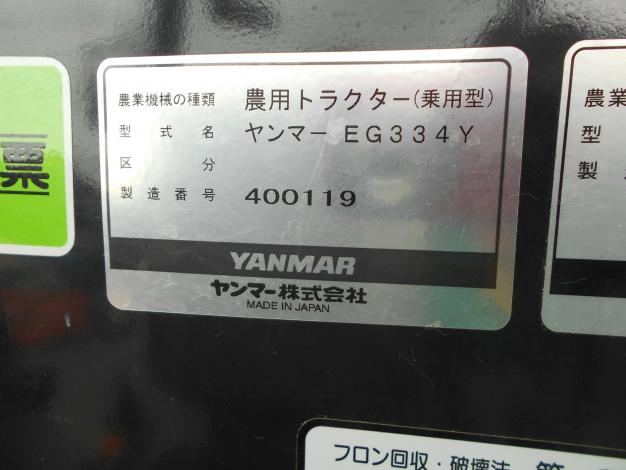 票
農業機械の種類 農用トラクター(乗用型)
型式名 ヤンマー EG334Y
区分
製造番号 400119
YANMAR
ヤンマー株式会社
MADE IN JAPAN
農業
型
製
フロン回収・破壊法